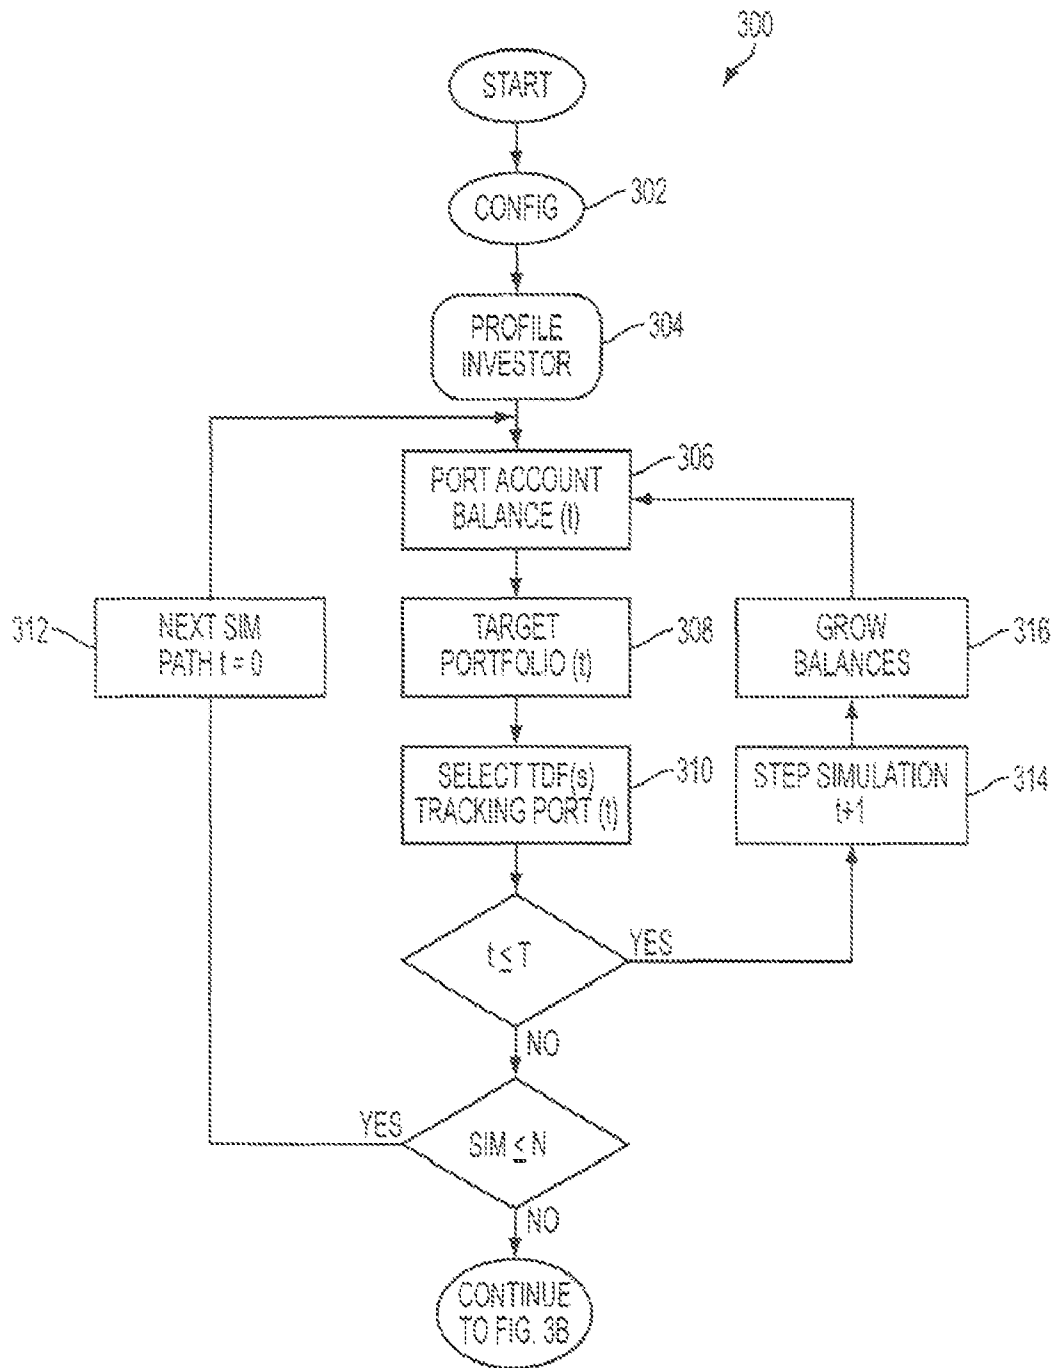 300
START
CONFIG
302
PROFILE
INVESTOR
304
PORT ACCOUNT
BALANCE (t)
306
312
NEXT SIM
PATH t = 0
TARGET
PORTFOLIO (t)
308
GROW
BALANCES
316
SELECT TDF(s)
TRACKING PORT (t)
310
STEP SIMULATION
t+1
314
t ≤ T
YES
NO
YES
SIM ≤ N
NO
CONTINUE
TO FIG. 3B